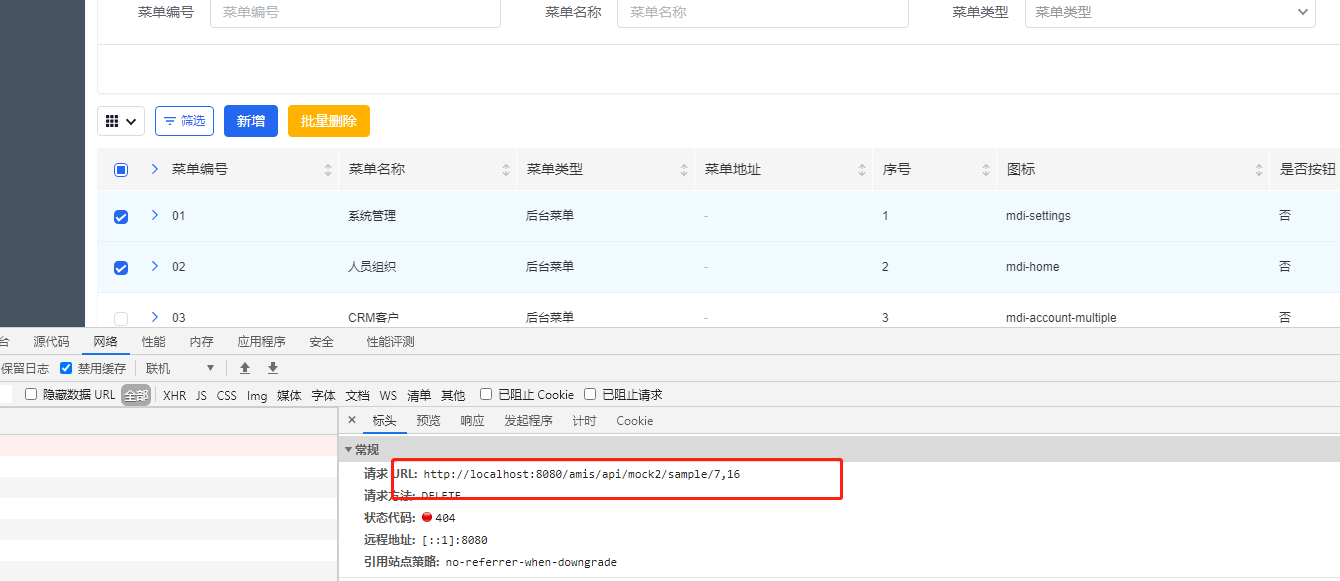 菜单编号 菜单编号 菜单名称 菜单名称 菜单类型 菜单类型
筛选 新增 批量删除
菜单编号 菜单名称 菜单类型 菜单地址 序号 图标 是否按钮
01 系统管理 后台菜单 - 1 mdi-settings 否
02 人员组织 后台菜单 - 2 mdi-home 否
03 CRM客户 后台菜单 - 3 mdi-account-multiple 否
台 源代码 网络 性能 内存 应用程序 安全 性能评测
保留日志 禁用缓存 联机
隐藏数据 URL 全部 XHR JS CSS Img 媒体 字体 文档 WS 清单 其他 已阻止 Cookie 已阻止请求
× 标头 预览 响应 发起程序 计时 Cookie
常规
请求 URL: http://localhost:8080/amis/api/mock2/sample/7,16
请求方法: DELETE
状态代码: 404
远程地址: [::1]:8080
引用站点策略: no-referrer-when-downgrade